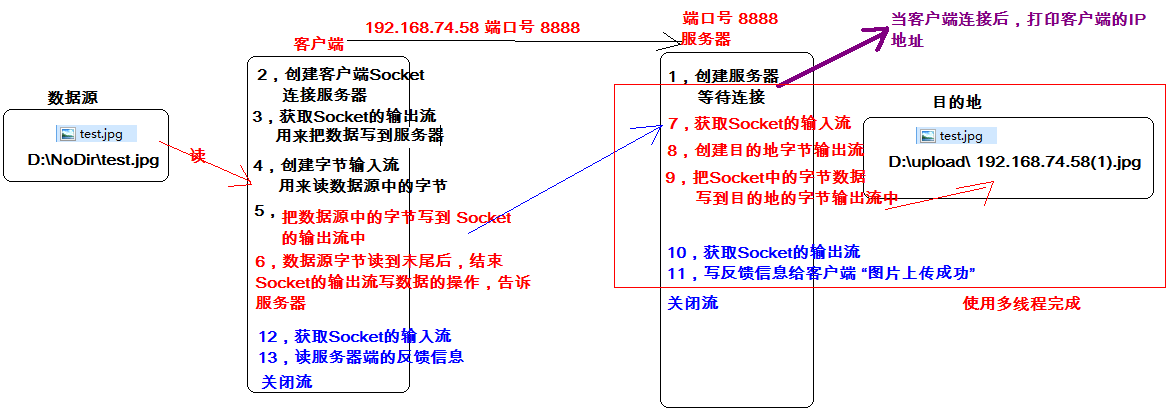 192.168.74.58 端口号 8888
端口号 8888
服务器
当客户端连接后，打印客户端的IP
地址
客户端
数据源
test.jpg
D:\NoDir\test.jpg
读
2，创建客户端Socket
连接服务器
3，获取Socket的输出流
用来把数据写到服务器
4，创建字节输入流
用来读数据源中的字节
5，把数据源中的字节写到 Socket
的输出流中
6，数据源字节读到末尾后，结束
Socket的输出流写数据的操作，告诉
服务器
12，获取Socket的输入流
13，读服务器端的反馈信息
关闭流
1，创建服务器
等待连接
7，获取Socket的输入流
8，创建目的地字节输出流
9，把Socket中的字节数据
写到目的地的字节输出流中
10，获取Socket的输出流
11，写反馈信息给客户端 “图片上传成功”
关闭流
目的地
test.jpg
D:\upload\ 192.168.74.58(1).jpg
使用多线程完成